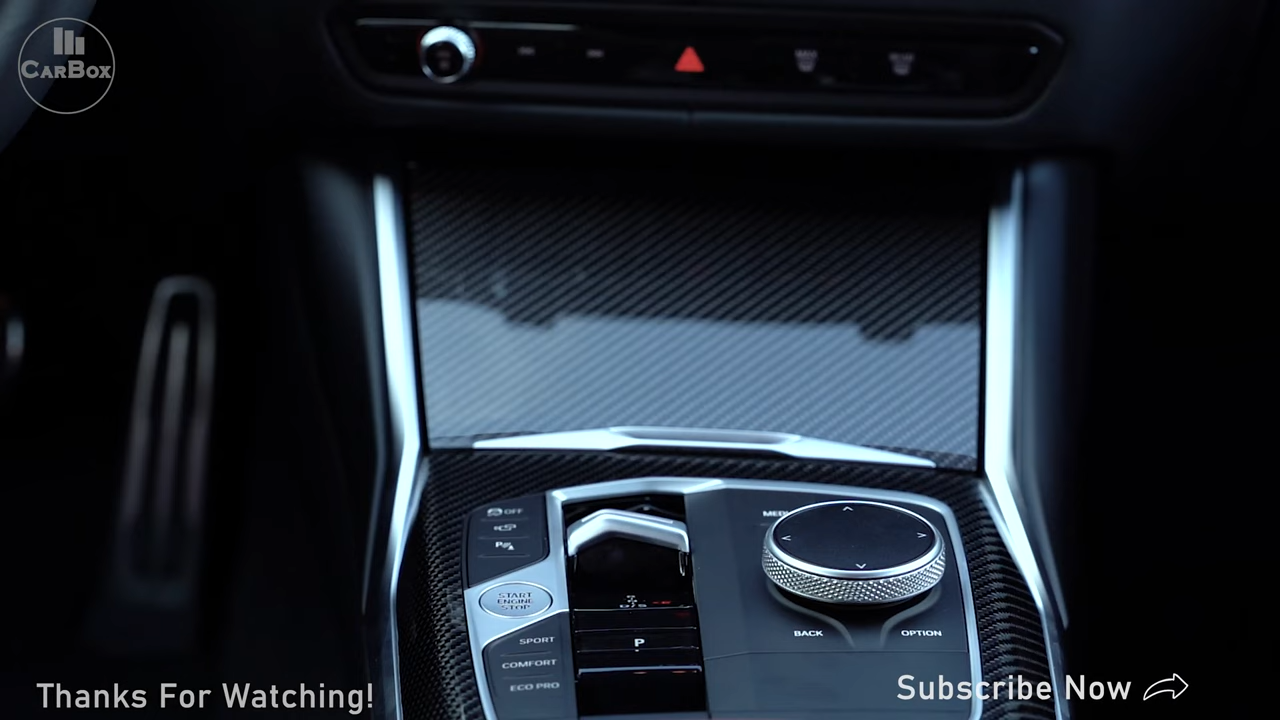 CARBOX
OFF
P
START
ENGINE
STOP
SPORT
COMFORT
ECO PRO
P
BACK
OPTION
Thanks For Watching!
Subscribe Now